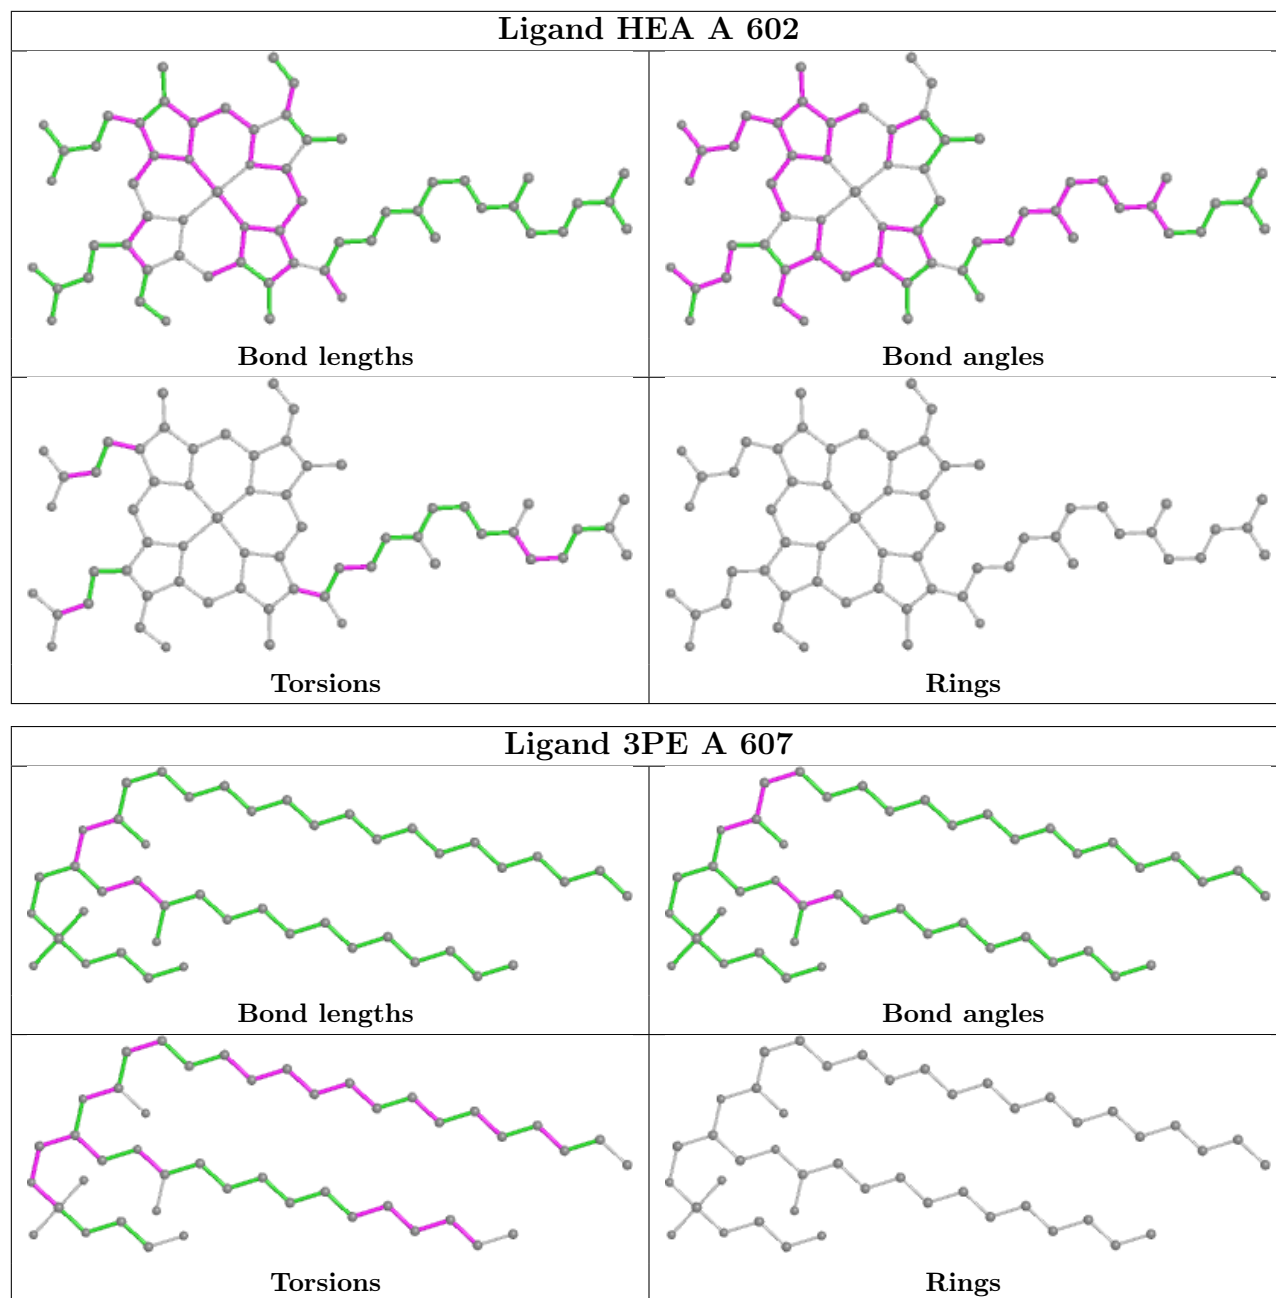 Ligand HEA A 602
Bond lengths
Bond angles
Torsions
Rings
Ligand 3PE A 607
Bond lengths
Bond angles
Torsions
Rings